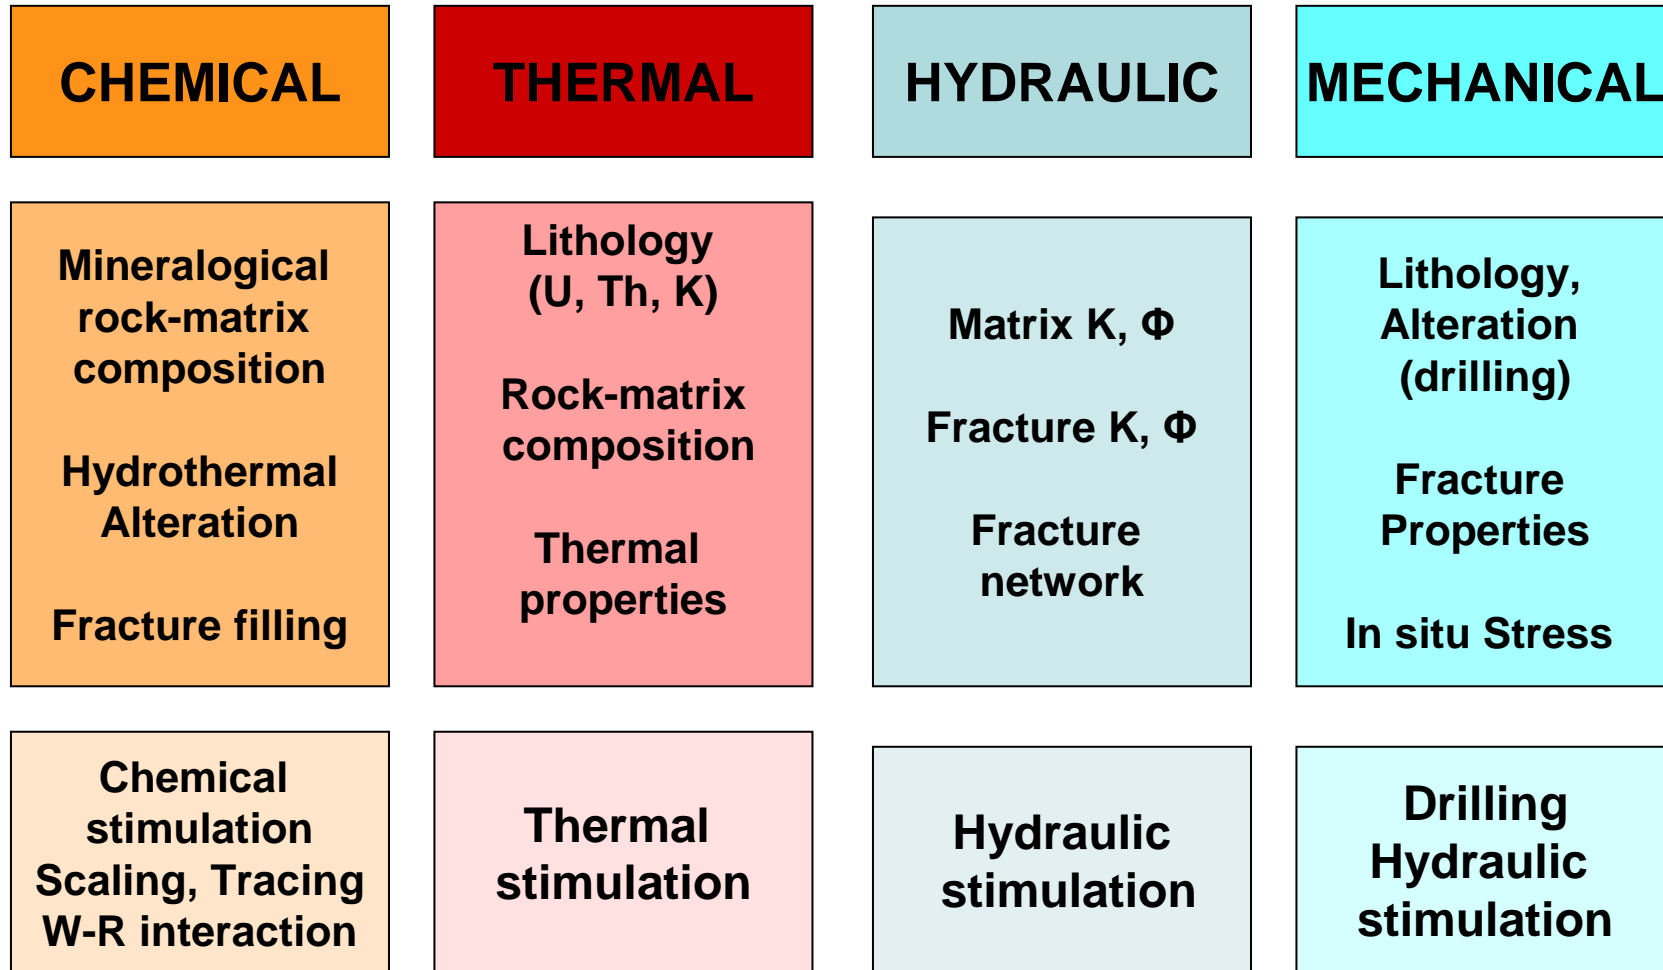 CHEMICAL
THERMAL
HYDRAULIC
MECHANICAL
Mineralogical
rock-matrix
composition
Hydrothermal
Alteration
Fracture filling
Lithology
(U, Th, K)
Rock-matrix
composition
Thermal
properties
Matrix K, Φ
Fracture K, Φ
Fracture
network
Lithology,
Alteration
(drilling)
Fracture
Properties
In situ Stress
Chemical
stimulation
Scaling, Tracing
W-R interaction
Thermal
stimulation
Hydraulic
stimulation
Drilling
Hydraulic
stimulation